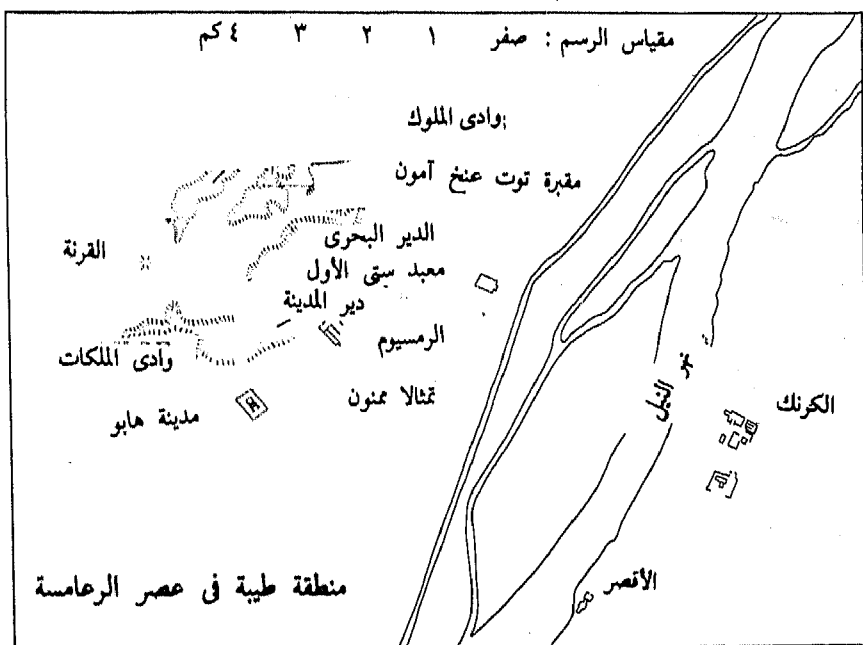 مقياس الرسم : صفر ١ ٢ ٣ ٤ كم
وادى الملوك
مقبرة توت عنخ آمون
الدير البحرى
القرنة
معبد ستى الأول
دير المدينة
الرمسيوم
وادى الملكات
تمثالا ممنون
مدينة هابو
نهر النيل
الكرنك
الأقصر
منطقة طيبة فى عصر الرعامسة